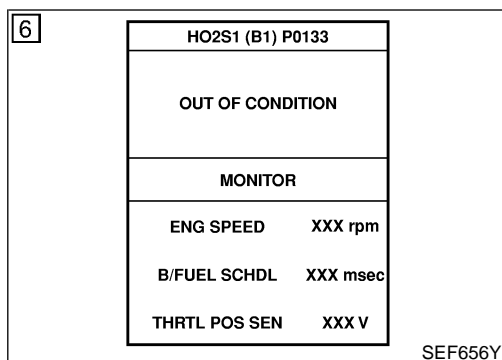 6
HO2S1 (B1) P0133
OUT OF CONDITION
MONITOR
ENG SPEED XXX rpm
B/FUEL SCHDL XXX msec
THRTL POS SEN XXX V
SEF656Y